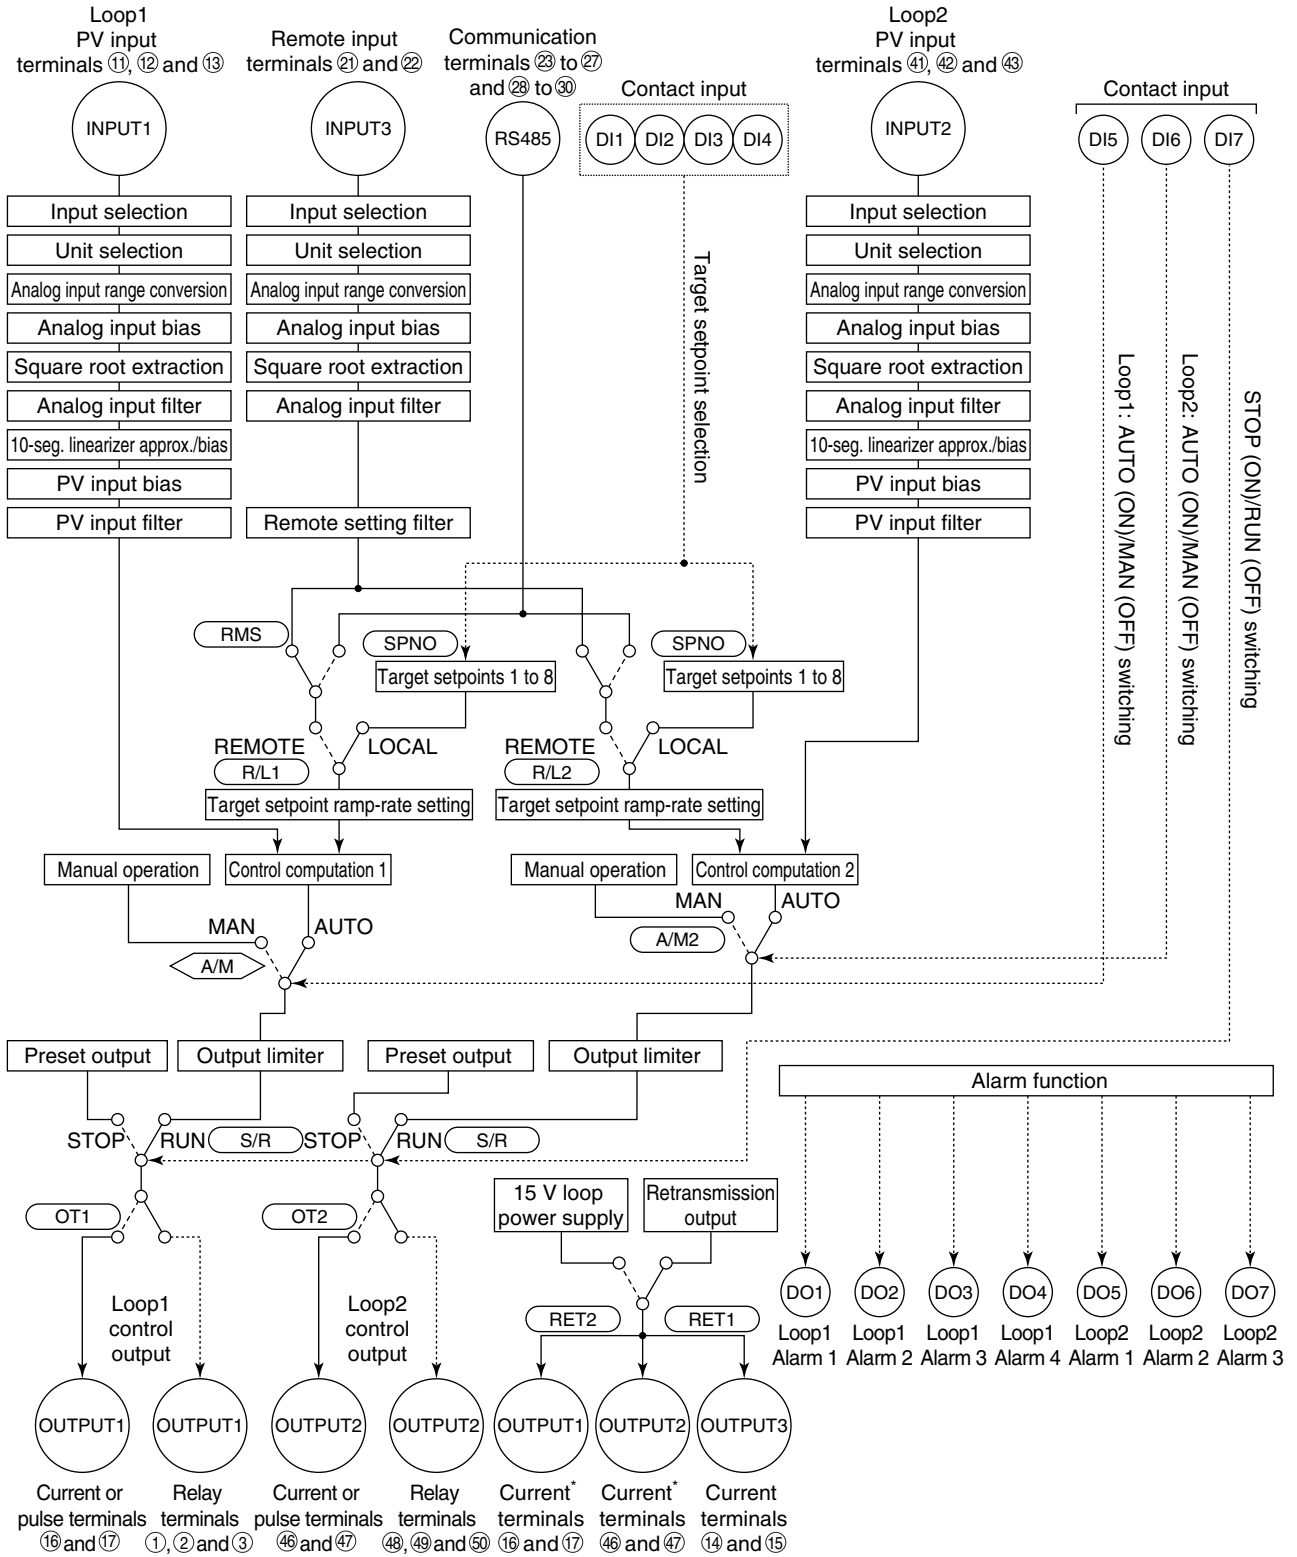 Loop1
PV input
terminals ⑪, ⑫ and ⑬
Remote input
terminals ㉑ and ㉒
Communication
terminals ㉓ to ㉗
and ㉘ to ㉚
Contact input
Loop2
PV input
terminals ㊶, ㊷ and ㊸
Contact input
INPUT1
INPUT3
RS485
DI1
DI2
DI3
DI4
INPUT2
DI5
DI6
DI7
Input selection
Unit selection
Analog input range conversion
Analog input bias
Square root extraction
Analog input filter
10-seg. linearizer approx./bias
PV input bias
PV input filter
Input selection
Unit selection
Analog input range conversion
Analog input bias
Square root extraction
Analog input filter
Remote setting filter
Target setpoint selection
Input selection
Unit selection
Analog input range conversion
Analog input bias
Square root extraction
Analog input filter
10-seg. linearizer approx./bias
PV input bias
PV input filter
Loop1: AUTO (ON)/MAN (OFF) switching
Loop2: AUTO (ON)/MAN (OFF) switching
STOP (ON)/RUN (OFF) switching
RMS
SPNO
SPNO
Target setpoints 1 to 8
Target setpoints 1 to 8
REMOTE
LOCAL
REMOTE
LOCAL
R/L1
R/L2
Target setpoint ramp-rate setting
Target setpoint ramp-rate setting
Manual operation
Control computation 1
Manual operation
Control computation 2
MAN
AUTO
MAN
AUTO
A/M
A/M2
Preset output
Output limiter
Preset output
Output limiter
Alarm function
STOP
RUN
S/R
STOP
RUN
S/R
OT1
OT2
15 V loop
power supply
Retransmission
output
RET2
RET1
DO1
DO2
DO3
DO4
DO5
DO6
DO7
Loop1
Alarm 1
Loop1
Alarm 2
Loop1
Alarm 3
Loop1
Alarm 4
Loop2
Alarm 1
Loop2
Alarm 2
Loop2
Alarm 3
Loop1
control
output
Loop2
control
output
OUTPUT1
OUTPUT1
OUTPUT2
OUTPUT2
OUTPUT1
OUTPUT2
OUTPUT3
Current or
pulse terminals
⑯ and ⑰
Relay
terminals
①, ② and ③
Current or
pulse terminals
㊻ and ㊼
Relay
terminals
㊽, ㊾ and ㊿
Current*
terminals
⑯ and ⑰
Current*
terminals
㊻ and ㊼
Current
terminals
⑭ and ⑮